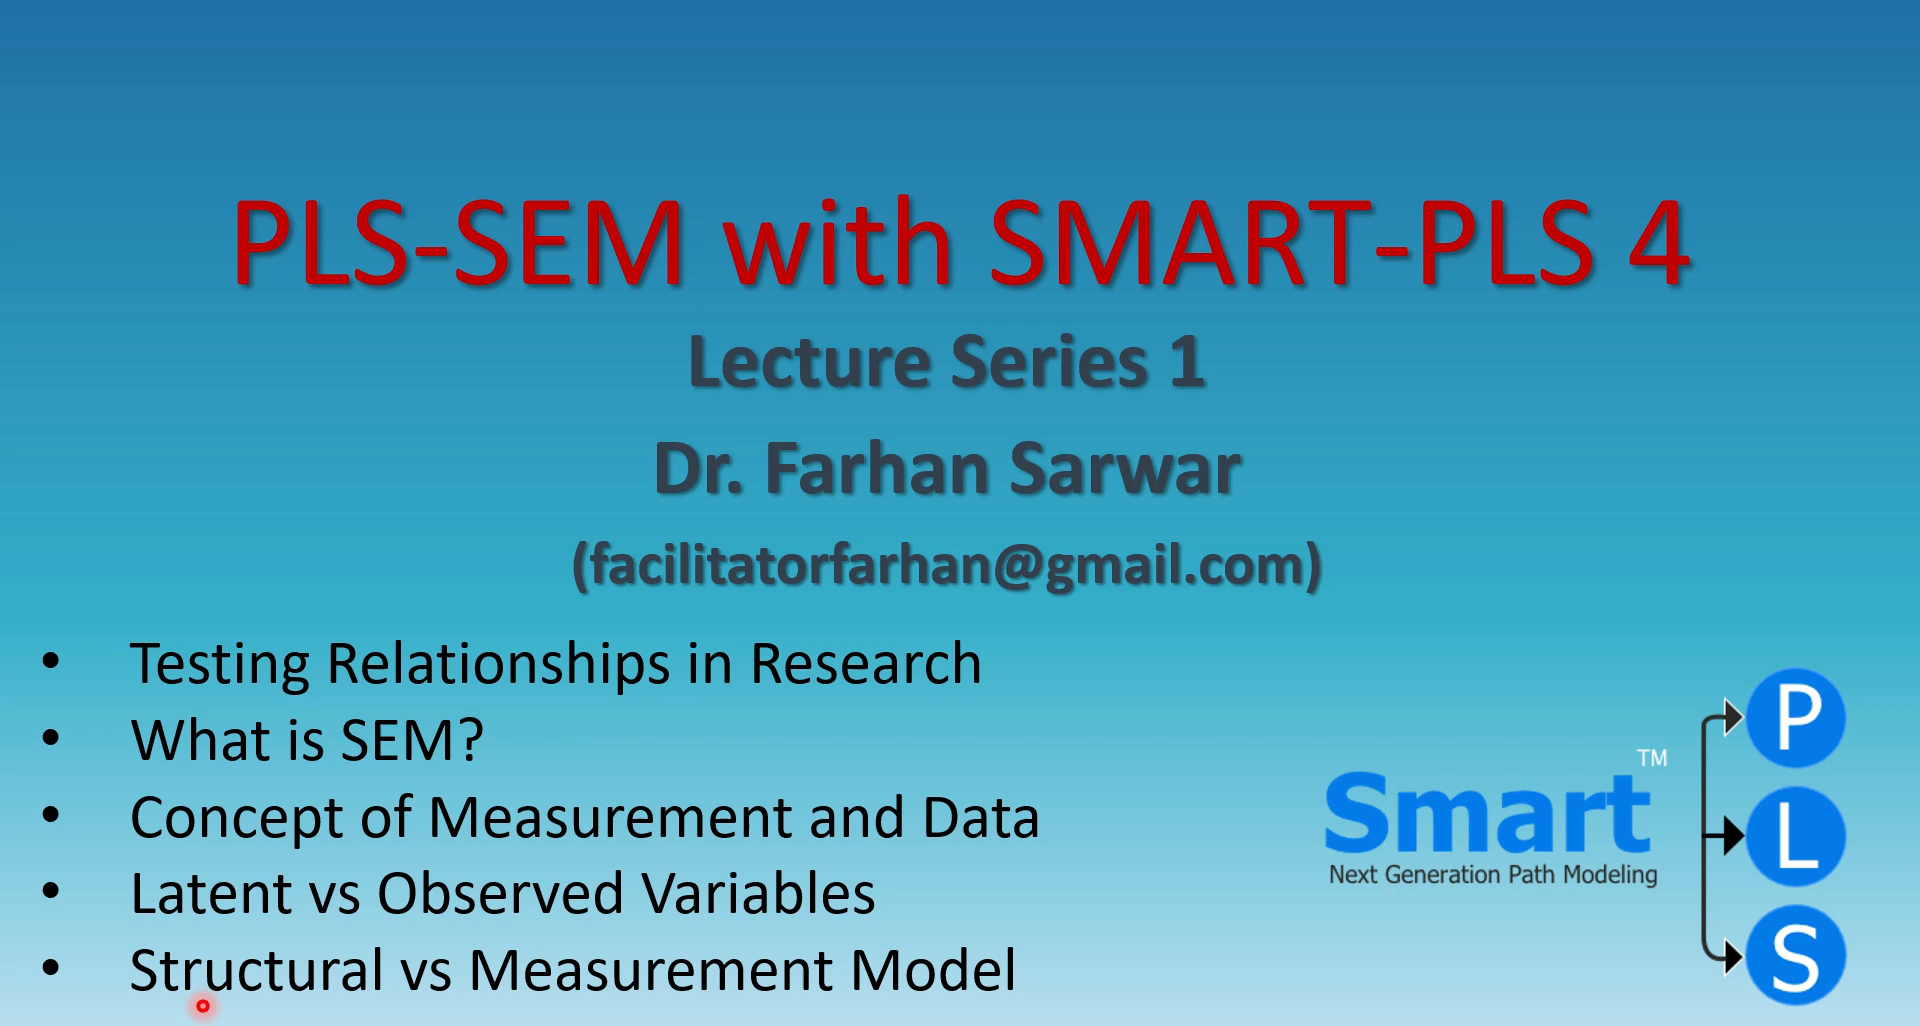 PLS-SEM with SMART-PLS 4
Lecture Series 1
Dr. Farhan Sarwar
(facilitatorfarhan@gmail.com)
• Testing Relationships in Research
• What is SEM?
• Concept of Measurement and Data
• Latent vs Observed Variables
• Structural vs Measurement Model
Smart™
Next Generation Path Modeling
P
L
S